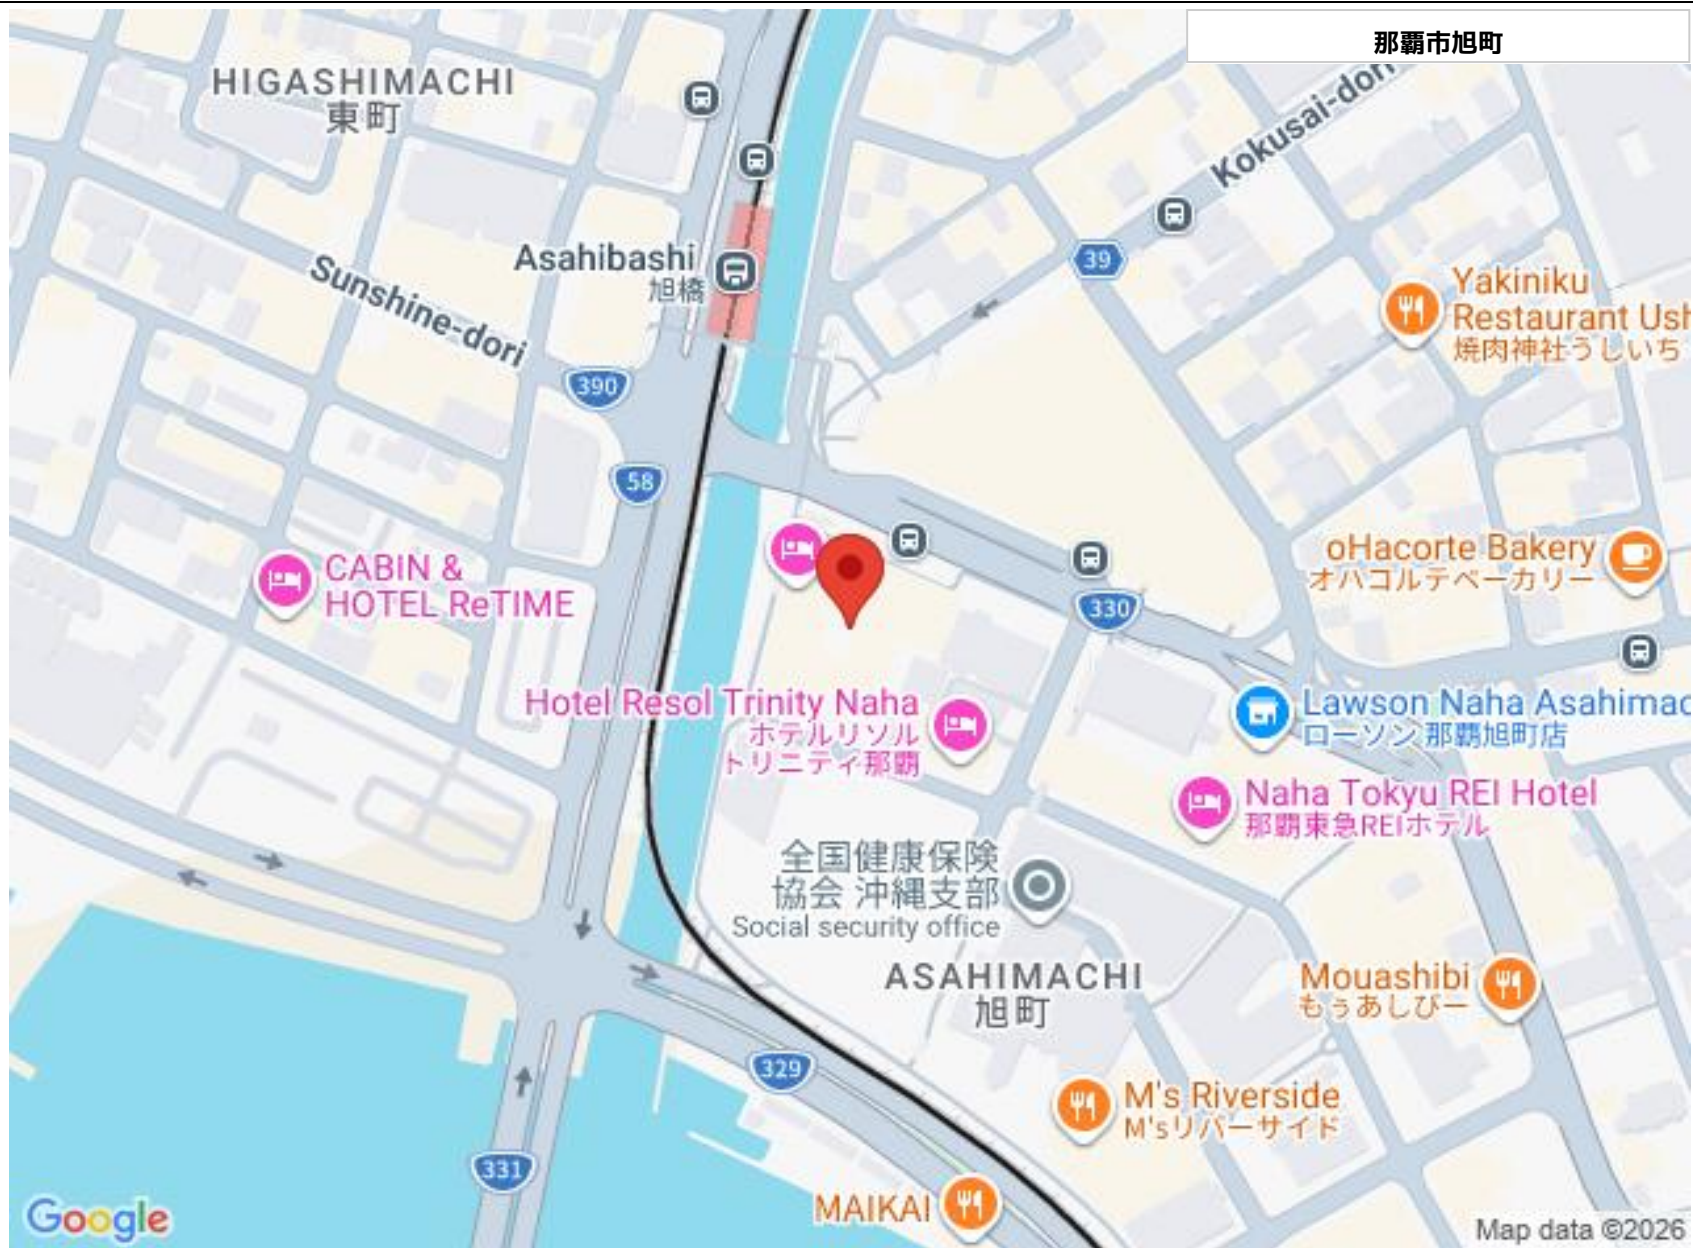 那覇市旭町
HIGASHIMACHI
東町
Kokusai-dori
Asahibashi
旭橋
39
Sunshine-dori
Yakiniku
Restaurant Ush
焼肉神社うしいち
390
58
CABIN &
HOTEL ReTIME
oHacorte Bakery
オハコルテベーカリー
330
Hotel Resol Trinity Naha
ホテルリソル
トリニティ那覇
Lawson Naha Asahimac
ローソン 那覇旭町店
Naha Tokyu REI Hotel
那覇東急REIホテル
全国健康保険
協会 沖縄支部
Social security office
ASAHIMACHI
旭町
Mouashibi
もぅあしびー
329
M's Riverside
M'sリバーサイド
331
MAIKAI
Google
Map data ©2026